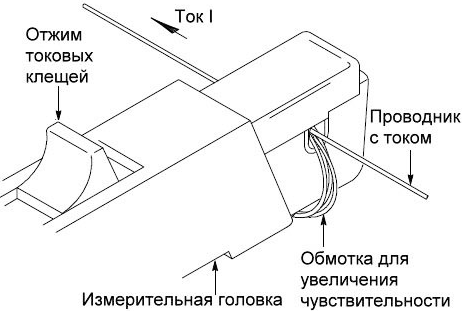 Ток I
Отжим
токовых
клещей
Проводник
с током
Обмотка для
увеличения
чувствительности
Измерительная головка